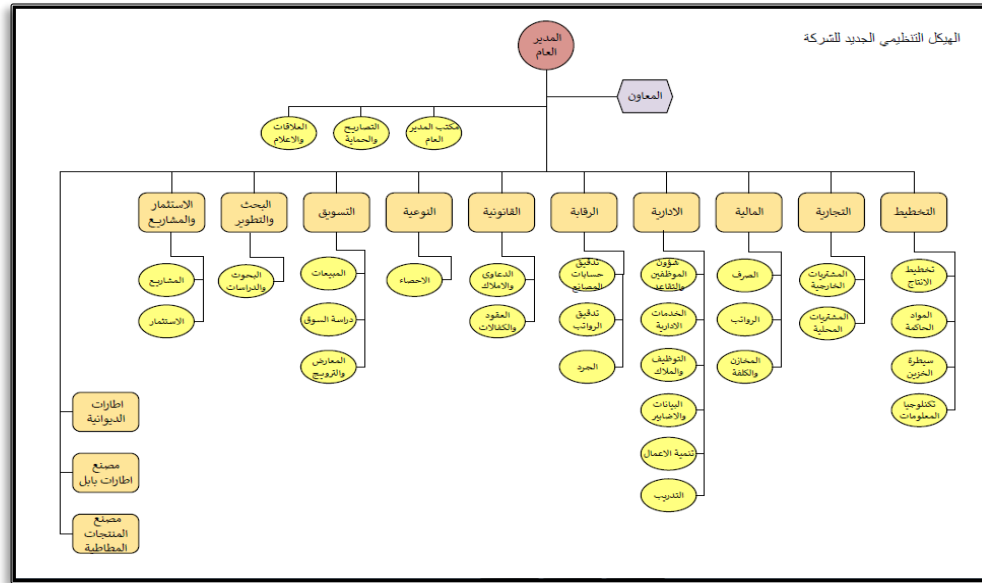 الهيكل التنظيمي الجديد للشركة
المدير
العام
المعاون
مكتب المدير
العام
التصاريح
والحماية
العلاقات
والاعلام
التخطيط
التجارية
المالية
الادارية
الرقابة
القانونية
النوعية
التسويق
البحث
والتطوير
الاستثمار
والمشاريع
تخطيط
الانتاج
المواد
الحاكمة
سيطرة
الخزين
تكنلوجيا
المعلومات
المشتريات
الخارجية
المشتريات
المحلية
الصرف
الرواتب
المخازن
والكلفة
شؤون
الموظفين
والتقاعد
الخدمات
الادارية
التوظيف
والملاك
البيانات
والاضابير
تنمية الاعمال
التدريب
تدقيق
حسابات
المصانع
تدقيق
الرواتب
الجرد
الدعاوى
والاملاك
العقود
والكفالات
الاحصاء
المبيعات
دراسة السوق
المعارض
والترويج
البحوث
والدراسات
المشاريع
الاستثمار
اطارات
الديوانية
مصنع
اطارات بابل
مصنع
المنتجات
المطاطية